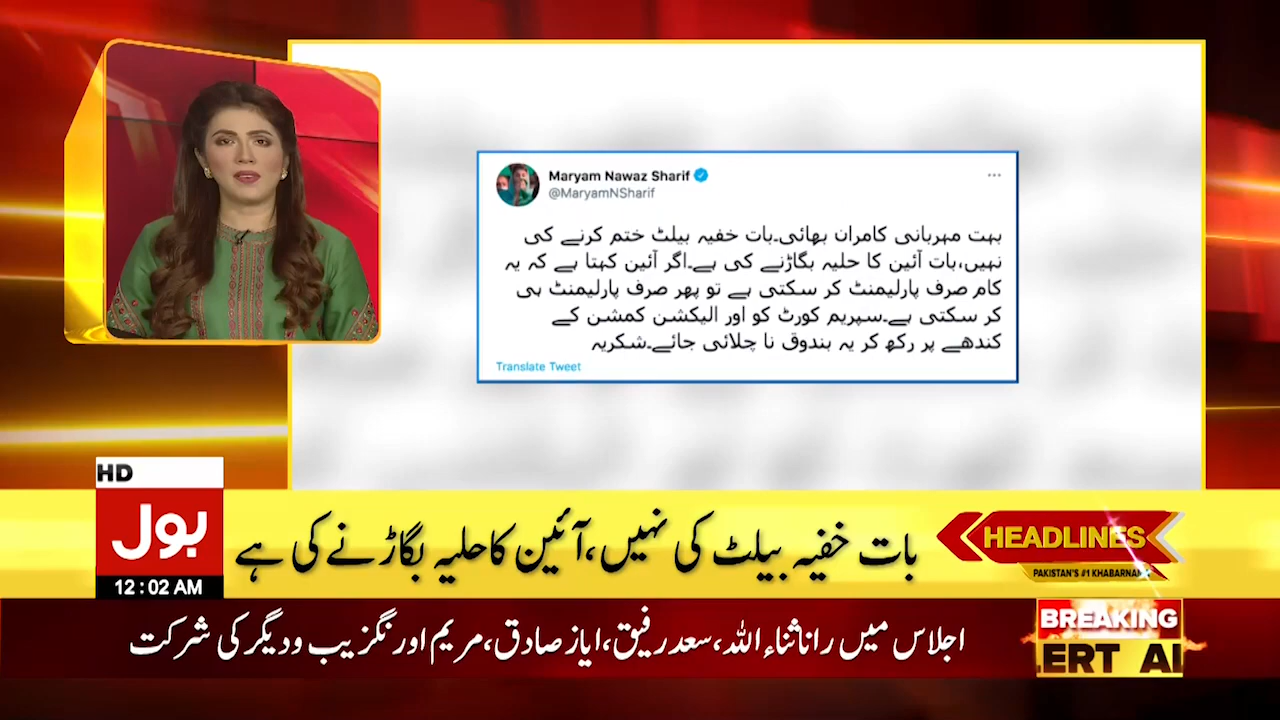 Maryam Nawaz Sharif
@MaryamNSharif
بہت مہربانی کامران بھائی۔بات خفیہ بیلٹ ختم کرنے کی
نہیں،بات آئین کا حلیہ بگاڑنے کی ہے۔اگر آئین کہتا ہے کہ یہ
کام صرف پارلیمنٹ کر سکتی ہے تو پھر صرف پارلیمنٹ ہی
کر سکتی ہے۔سپریم کورٹ کو اور الیکشن کمشن کے
کندھے پر رکھ کر یہ بندوق نا چلائی جائے۔شکریہ
Translate Tweet
HD
بول
12:02 AM
بات خفیہ بیلٹ کی نہیں،آئین کا حلیہ بگاڑنے کی ہے
HEADLINES
PAKISTAN'S #1 KHABARNAMA
اجلاس میں رانا ثناء اللہ،سعد رفیق،ایاز صادق،مریم اورنگزیب و دیگر کی شرکت
BREAKING
LERT AL